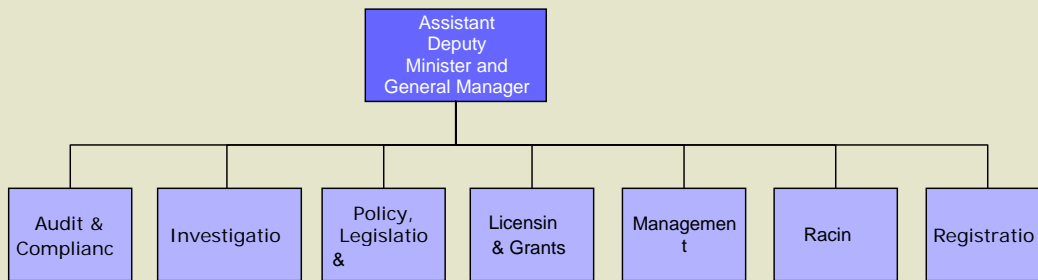 Assistant
Deputy
Minister and
General Manager
Audit &
Complianc
Investigatio
Policy,
Legislatio
&
Licensin
& Grants
Managemen
t
Racin
Registratio